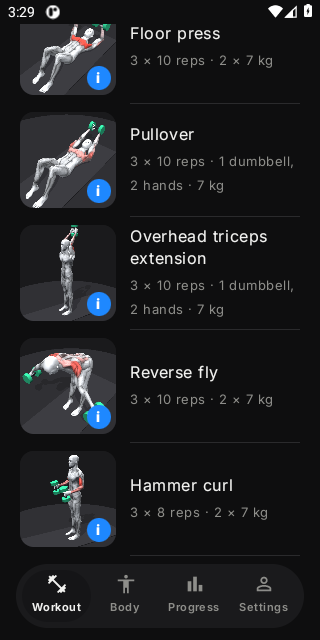 3:29
Floor press
3 × 10 reps · 2 × 7 kg
i
Pullover
3 × 10 reps · 1 dumbbell,
2 hands · 7 kg
i
Overhead triceps
extension
3 × 10 reps · 1 dumbbell,
2 hands · 7 kg
i
Reverse fly
3 × 10 reps · 2 × 7 kg
i
Hammer curl
3 × 8 reps · 2 × 7 kg
i
Workout Body Progress Settings